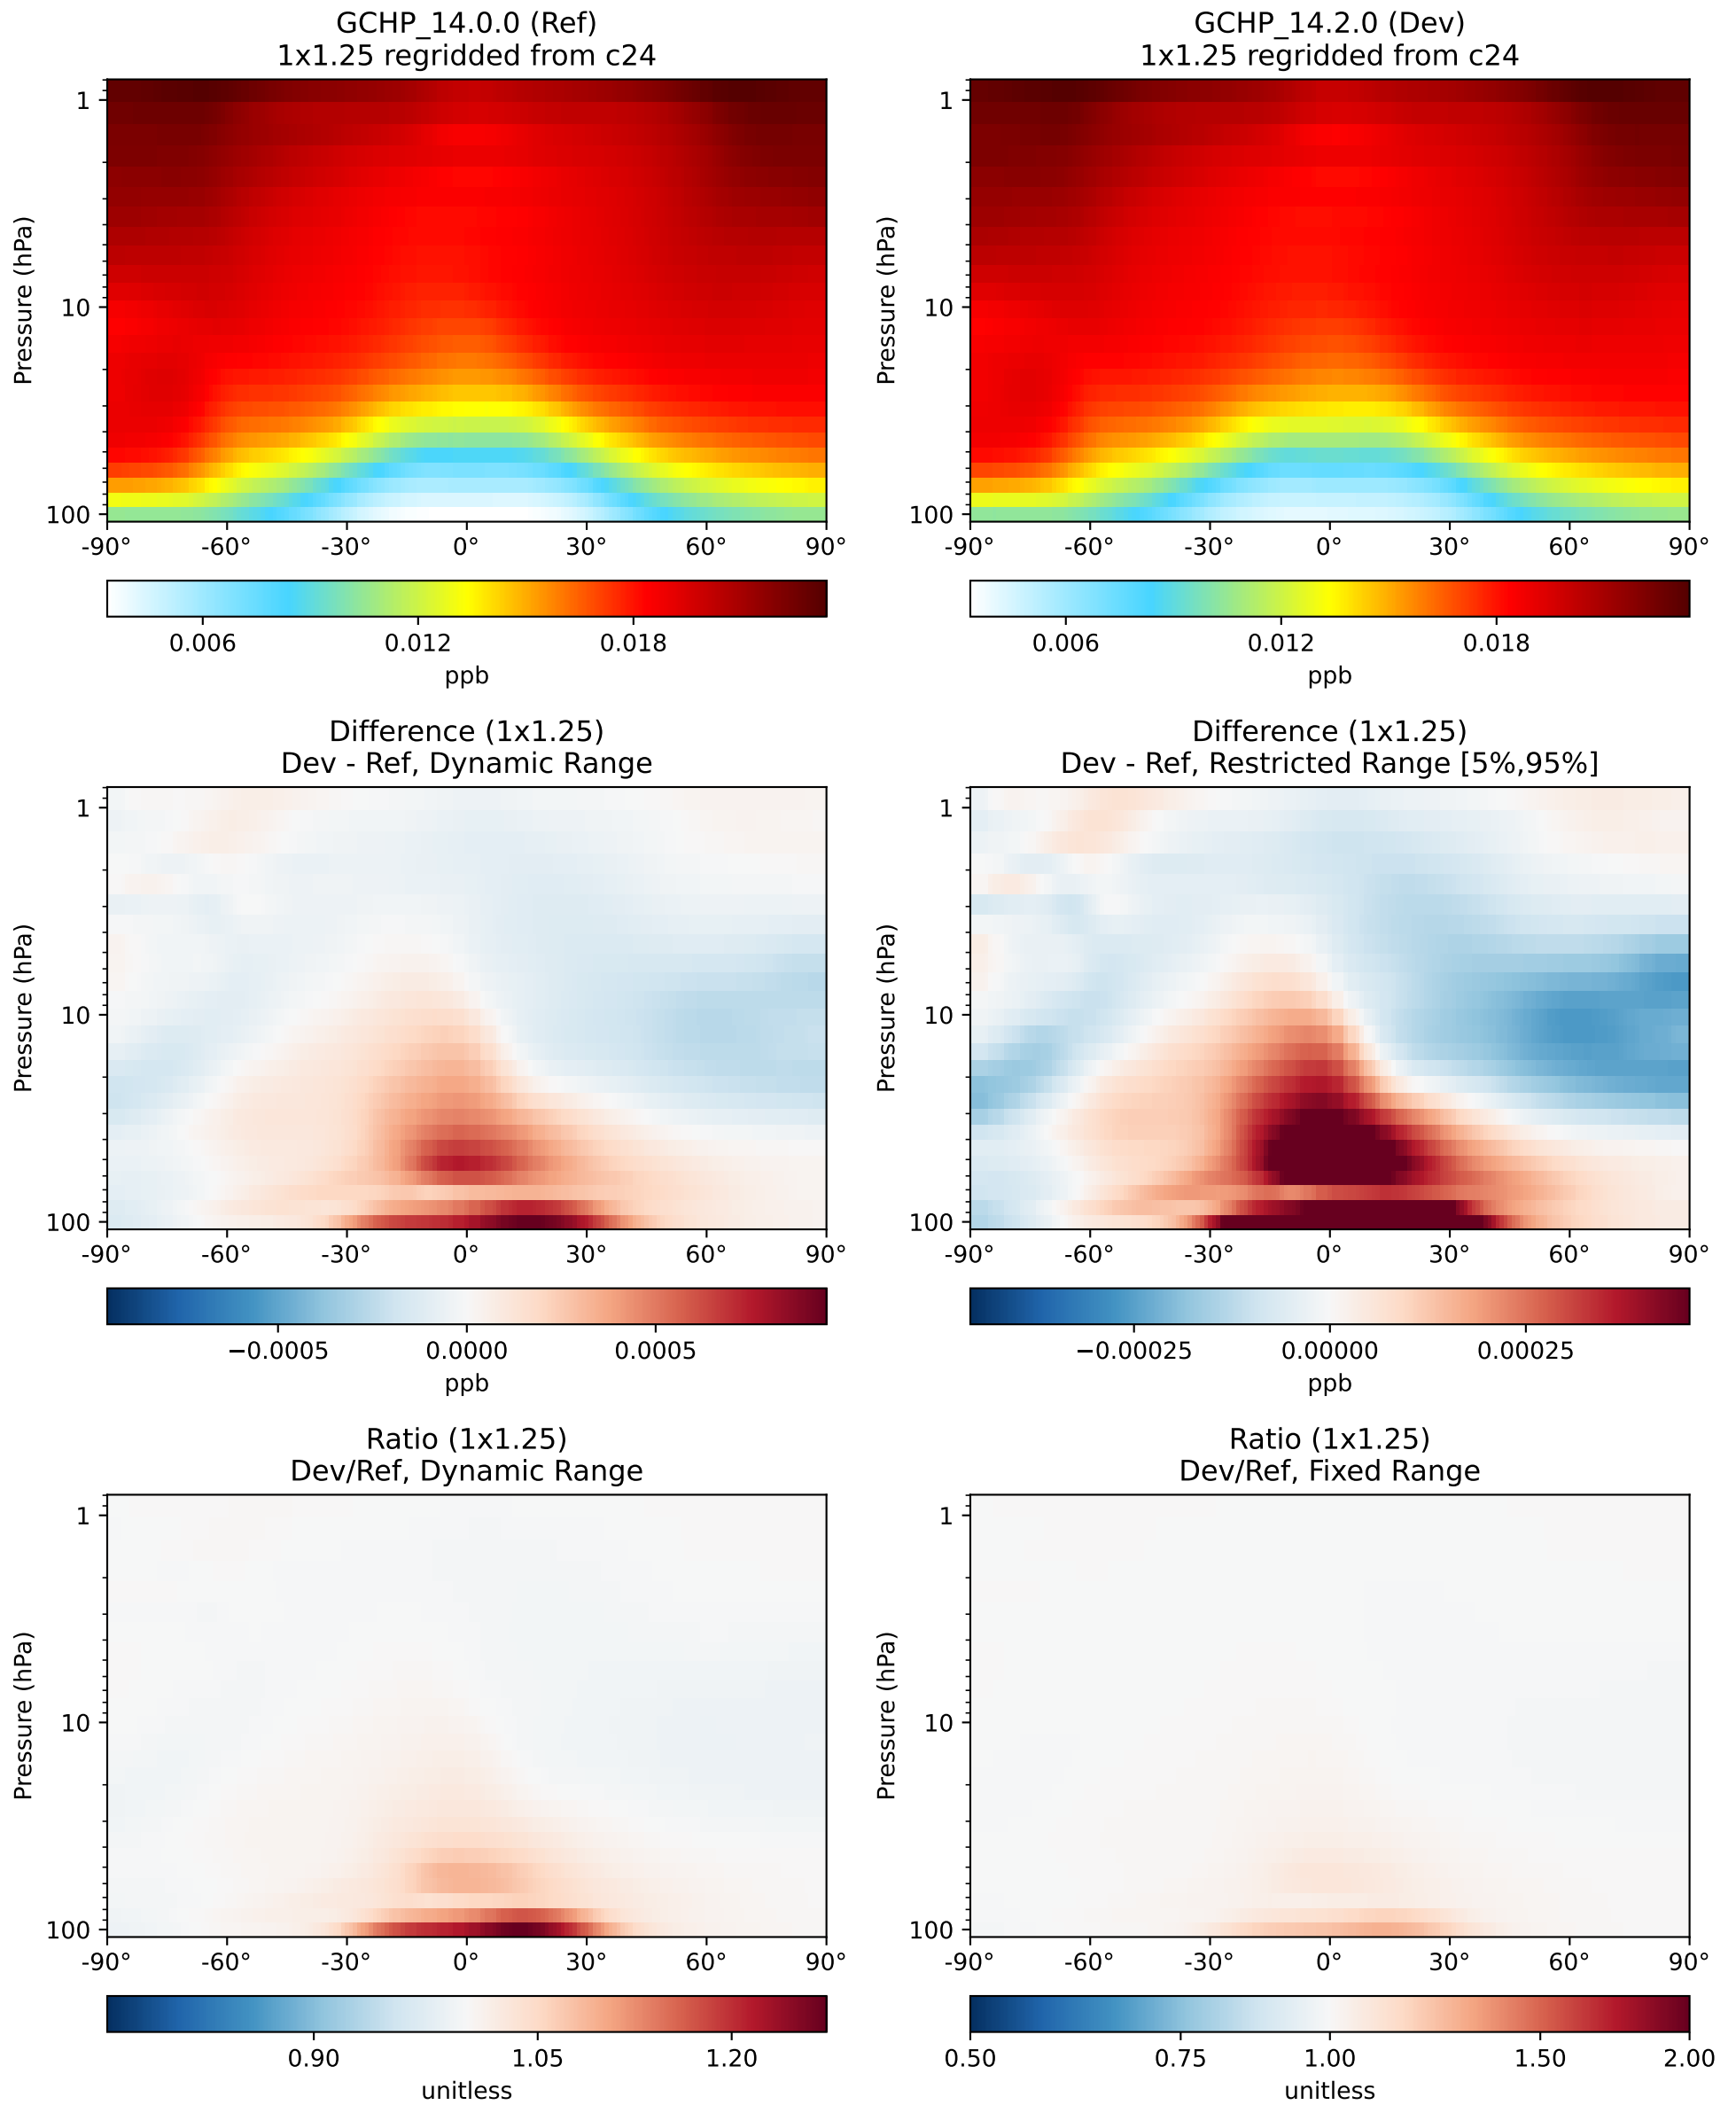 GCHP_14.0.0 (Ref)
1x1.25 regridded from c24
Pressure (hPa)
1
10
100
-90° -60° -30° 0° 30° 60° 90°
0.006 0.012 0.018
ppb
GCHP_14.2.0 (Dev)
1x1.25 regridded from c24
Pressure (hPa)
1
10
100
-90° -60° -30° 0° 30° 60° 90°
0.006 0.012 0.018
ppb
Difference (1x1.25)
Dev - Ref, Dynamic Range
Pressure (hPa)
1
10
100
-90° -60° -30° 0° 30° 60° 90°
−0.0005 0.0000 0.0005
ppb
Difference (1x1.25)
Dev - Ref, Restricted Range [5%,95%]
Pressure (hPa)
1
10
100
-90° -60° -30° 0° 30° 60° 90°
−0.00025 0.00000 0.00025
ppb
Ratio (1x1.25)
Dev/Ref, Dynamic Range
Pressure (hPa)
1
10
100
-90° -60° -30° 0° 30° 60° 90°
0.90 1.05 1.20
unitless
Ratio (1x1.25)
Dev/Ref, Fixed Range
Pressure (hPa)
1
10
100
-90° -60° -30° 0° 30° 60° 90°
0.50 0.75 1.00 1.50 2.00
unitless